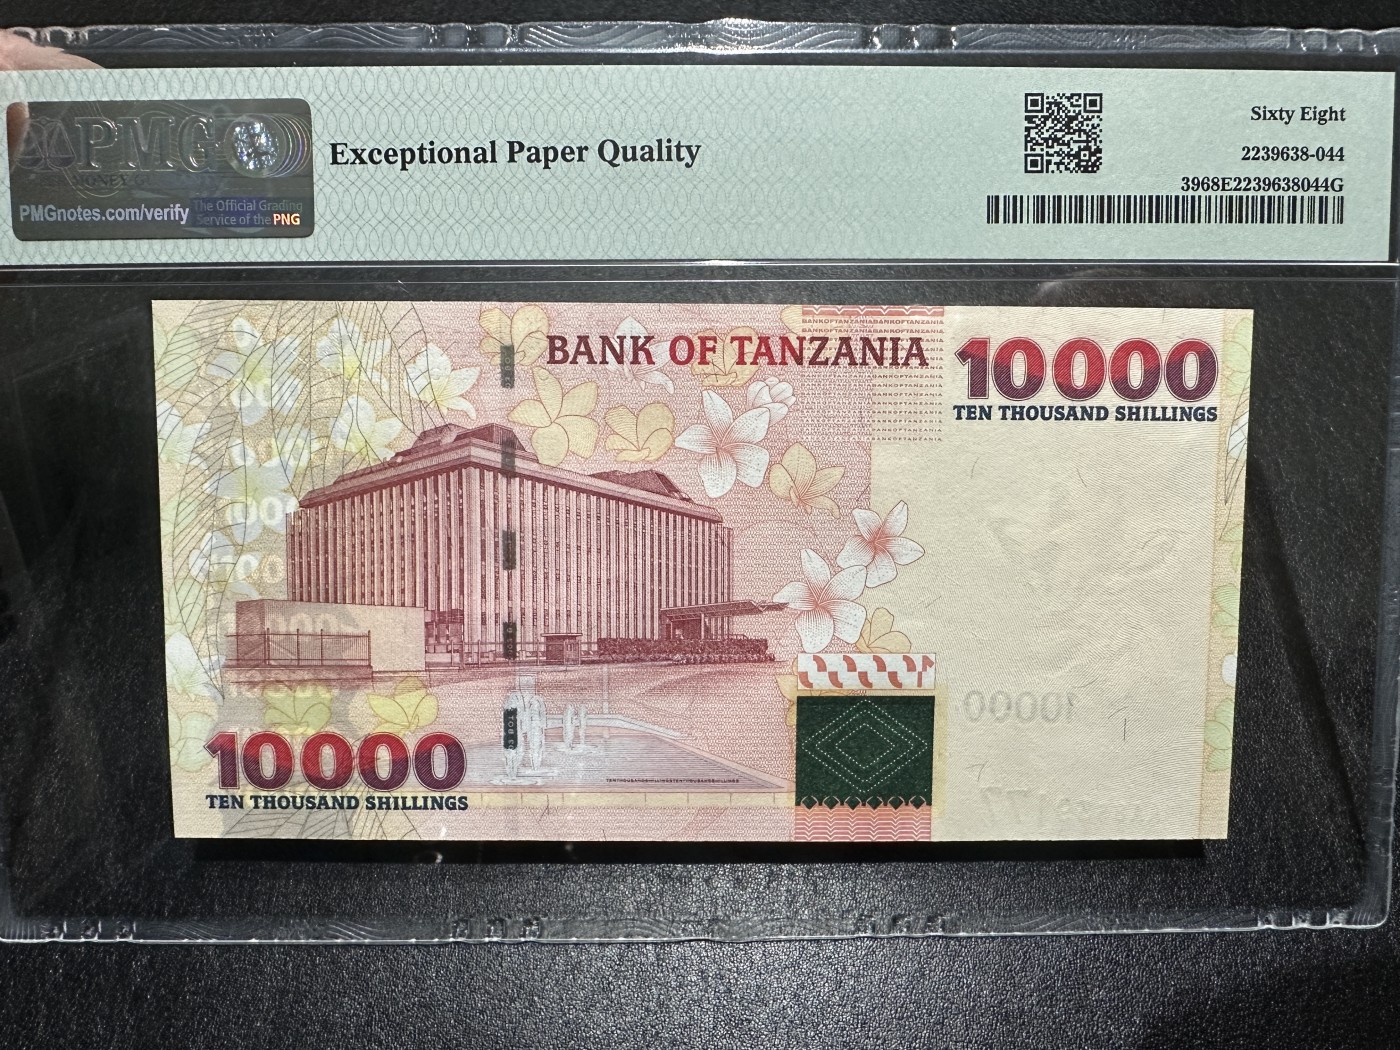 PMG
PMGnotes.com/verify
The Official Grading
Service of the PNG
Exceptional Paper Quality
Sixty Eight
2239638-044
3968E2239638044G
BANK OF TANZANIA
10000
TEN THOUSAND SHILLINGS
10000
10000
TEN THOUSAND SHILLINGS